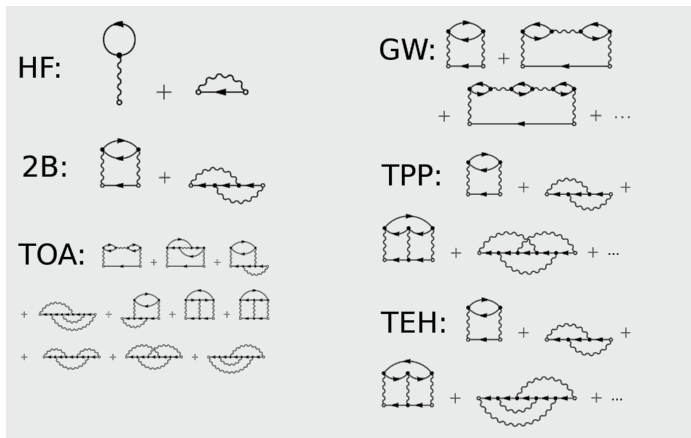 HF:
+
2B:
+
TOA:
+ +
+ + + +
+ + +
GW:
+
+ + ...
TPP:
+ +
+ + ...
TEH:
+ +
+ + ...